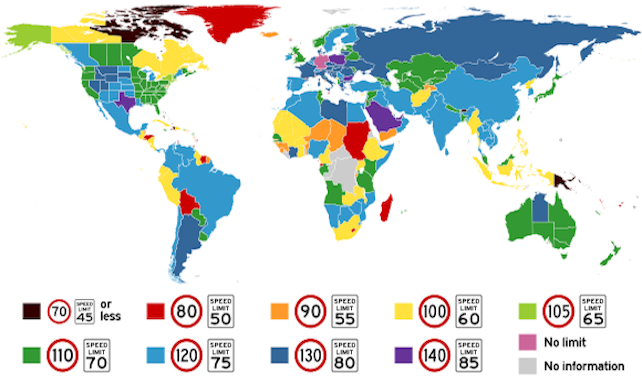 70 SPEED LIMIT 45 or less
80 SPEED LIMIT 50
90 SPEED LIMIT 55
100 SPEED LIMIT 60
105 SPEED LIMIT 65
110 SPEED LIMIT 70
120 SPEED LIMIT 75
130 SPEED LIMIT 80
140 SPEED LIMIT 85
No limit
No information